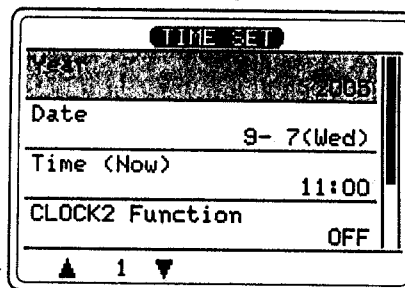 TIME SET
Year
2005
Date
9- 7(Wed)
Time (Now)
11:00
CLOCK2 Function
OFF
1